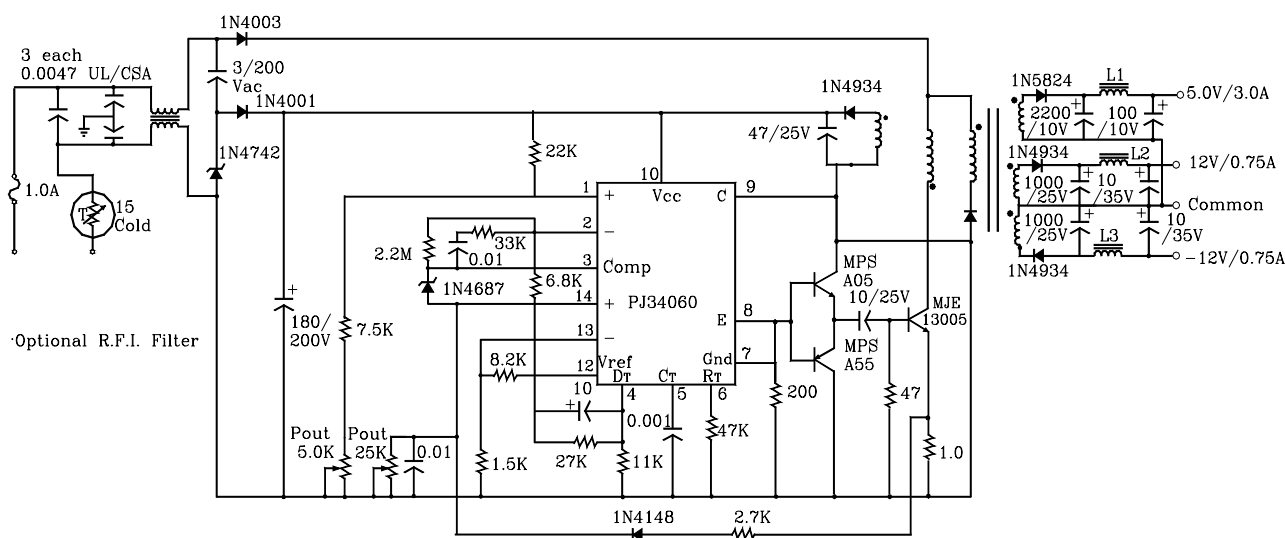 1N4003
3 each
0.0047 UL/CSA
3/200
Vac
1N4001
1N4934
1N5824
L1
5.0V/3.0A
2200
/10V
100
/10V
47/25V
22K
1N4742
1.0A
T
15
Cold
1N4934
L2
12V/0.75A
1000
/25V
10
/35V
Common
1000
/25V
10
/35V
L3
1N4934
-12V/0.75A
1
+
10
Vcc
C
9
2
-
33K
2.2M
0.01
3
Comp
6.8K
1N4687
14
+
PJ34060
MPS
A05
10/25V
MJE
13005
E
8
180/
200V
7.5K
13
-
MPS
A55
Gnd
7
·Optional R.F.I. Filter
8.2K
12
Vref
DT
CT
RT
4
5
6
200
47
10
0.001
47K
Pout
5.0K
Pout
25K
0.01
1.5K
27K
11K
1.0
1N4148
2.7K